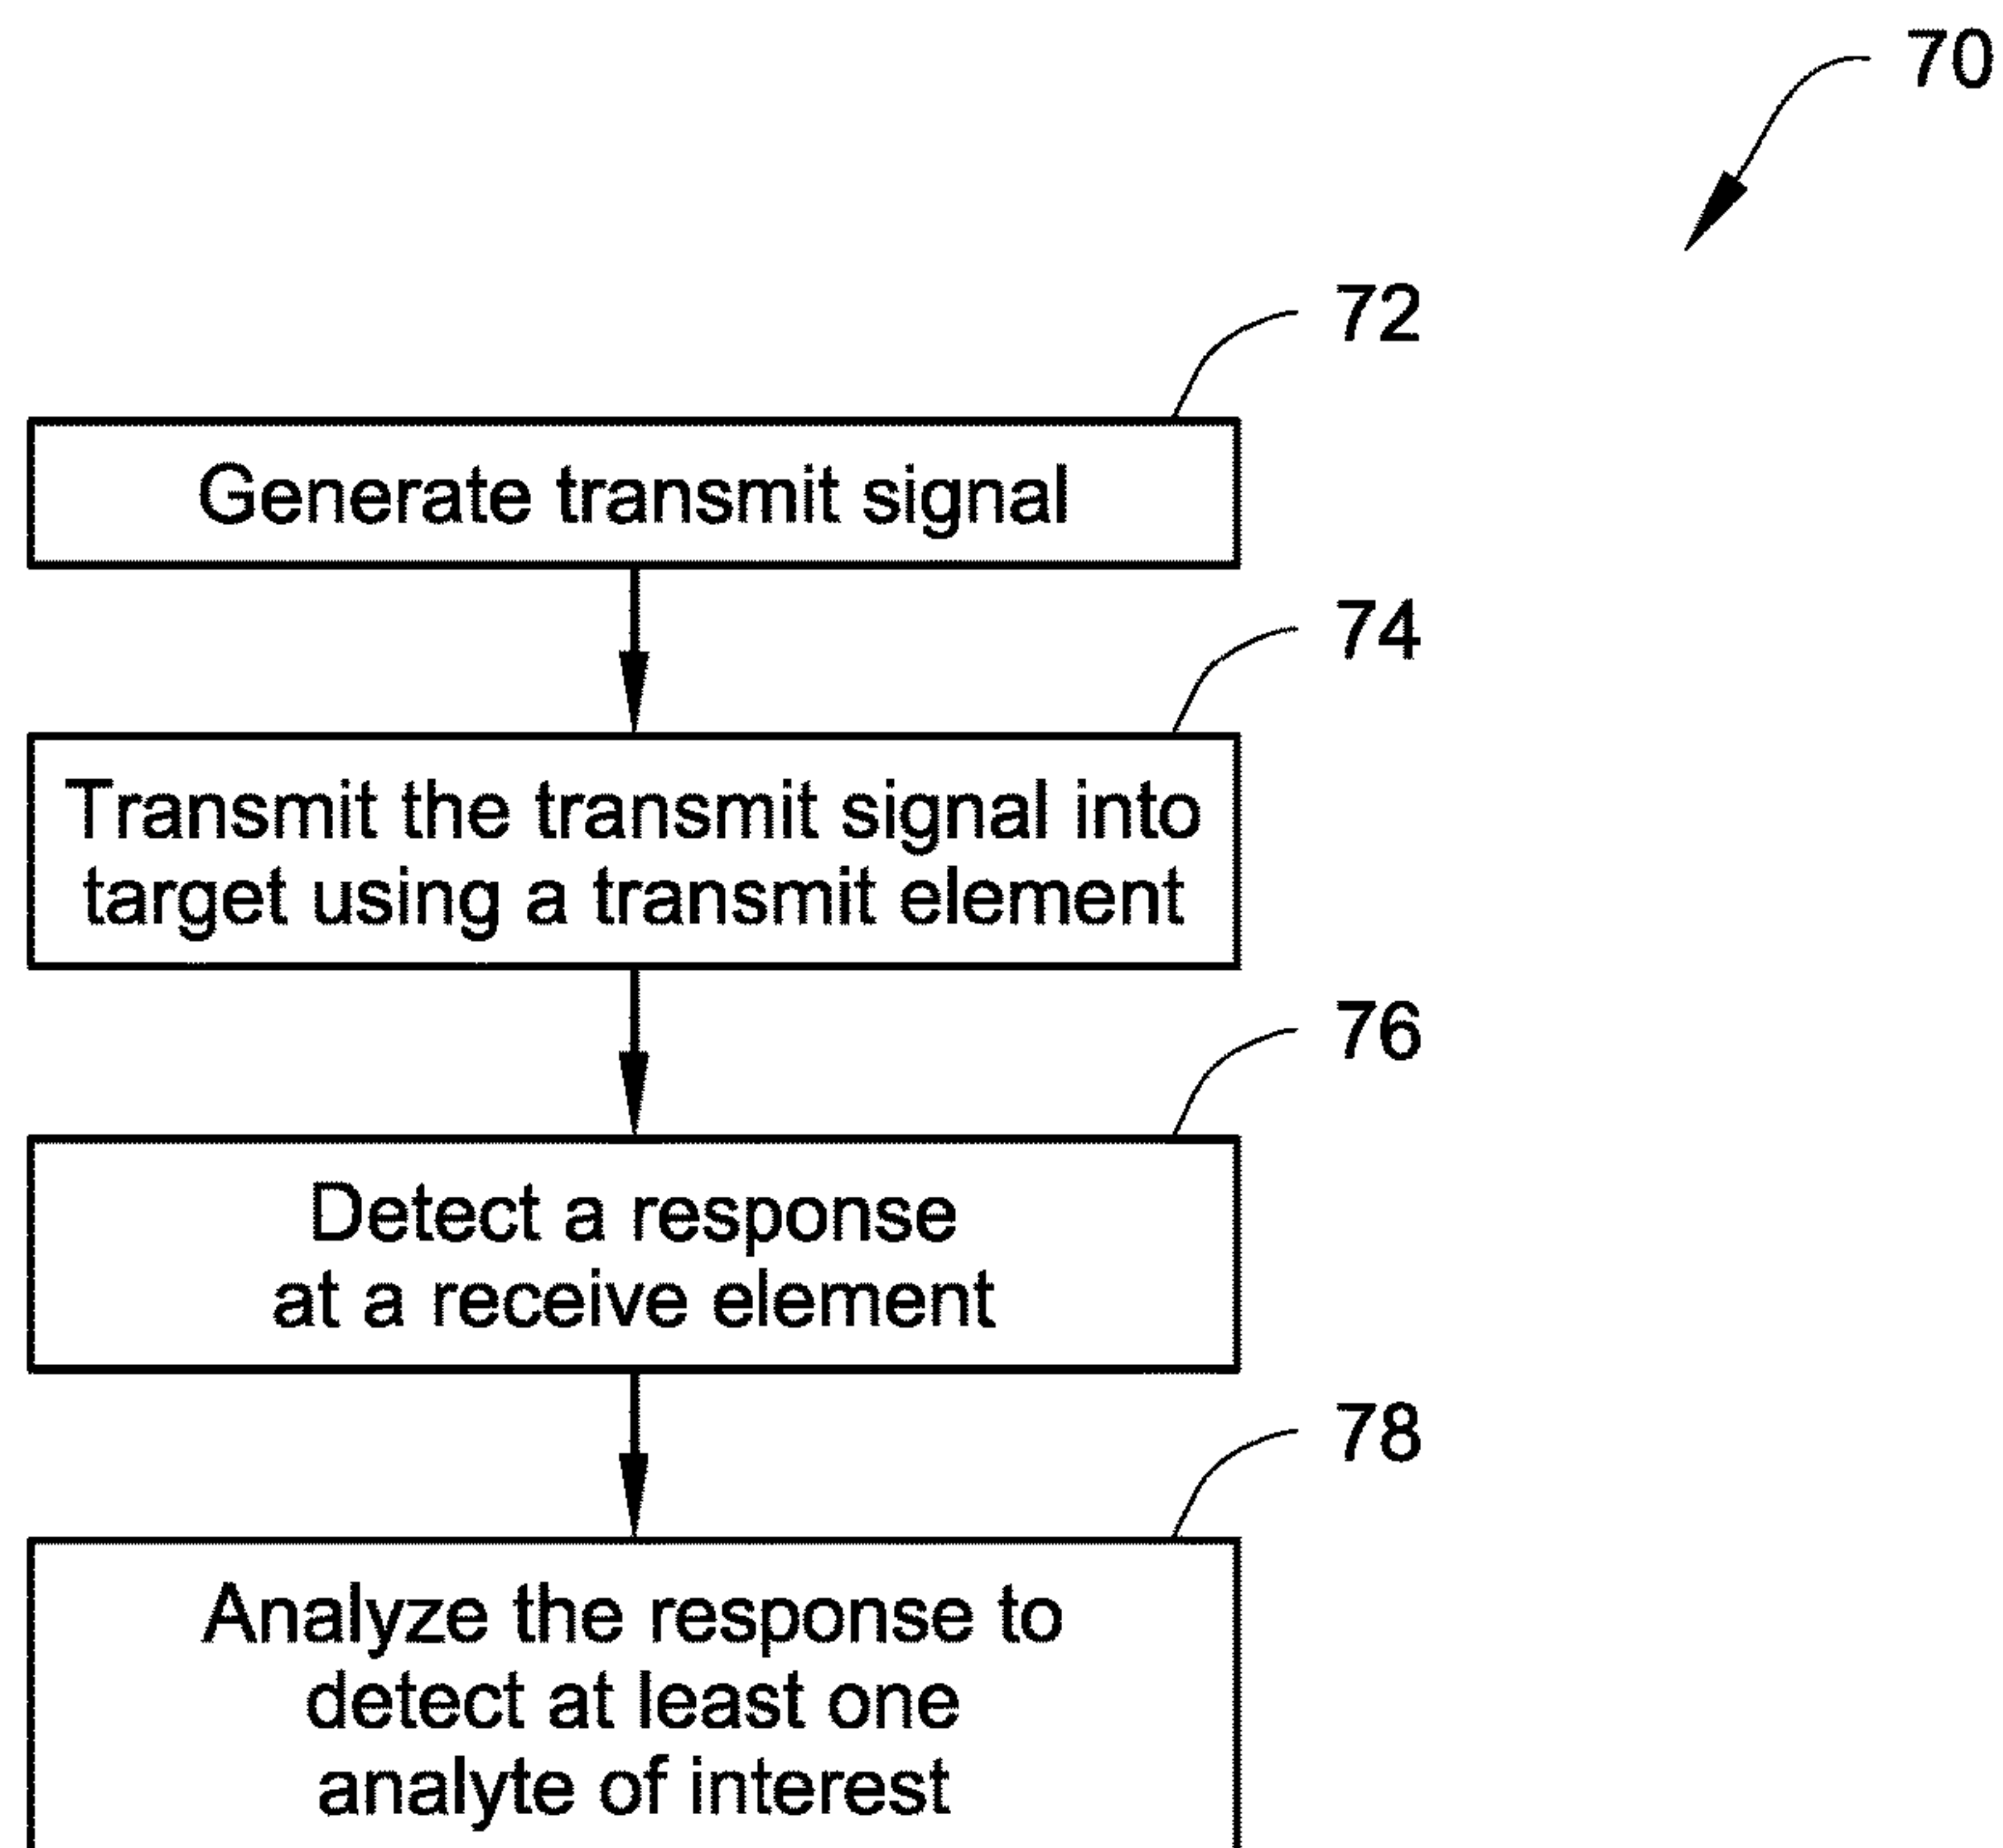 70
72
Generate transmit signal
74
Transmit the transmit signal into
target using a transmit element
76
Detect a response
at a receive element
78
Analyze the response to
detect at least one
analyte of interest